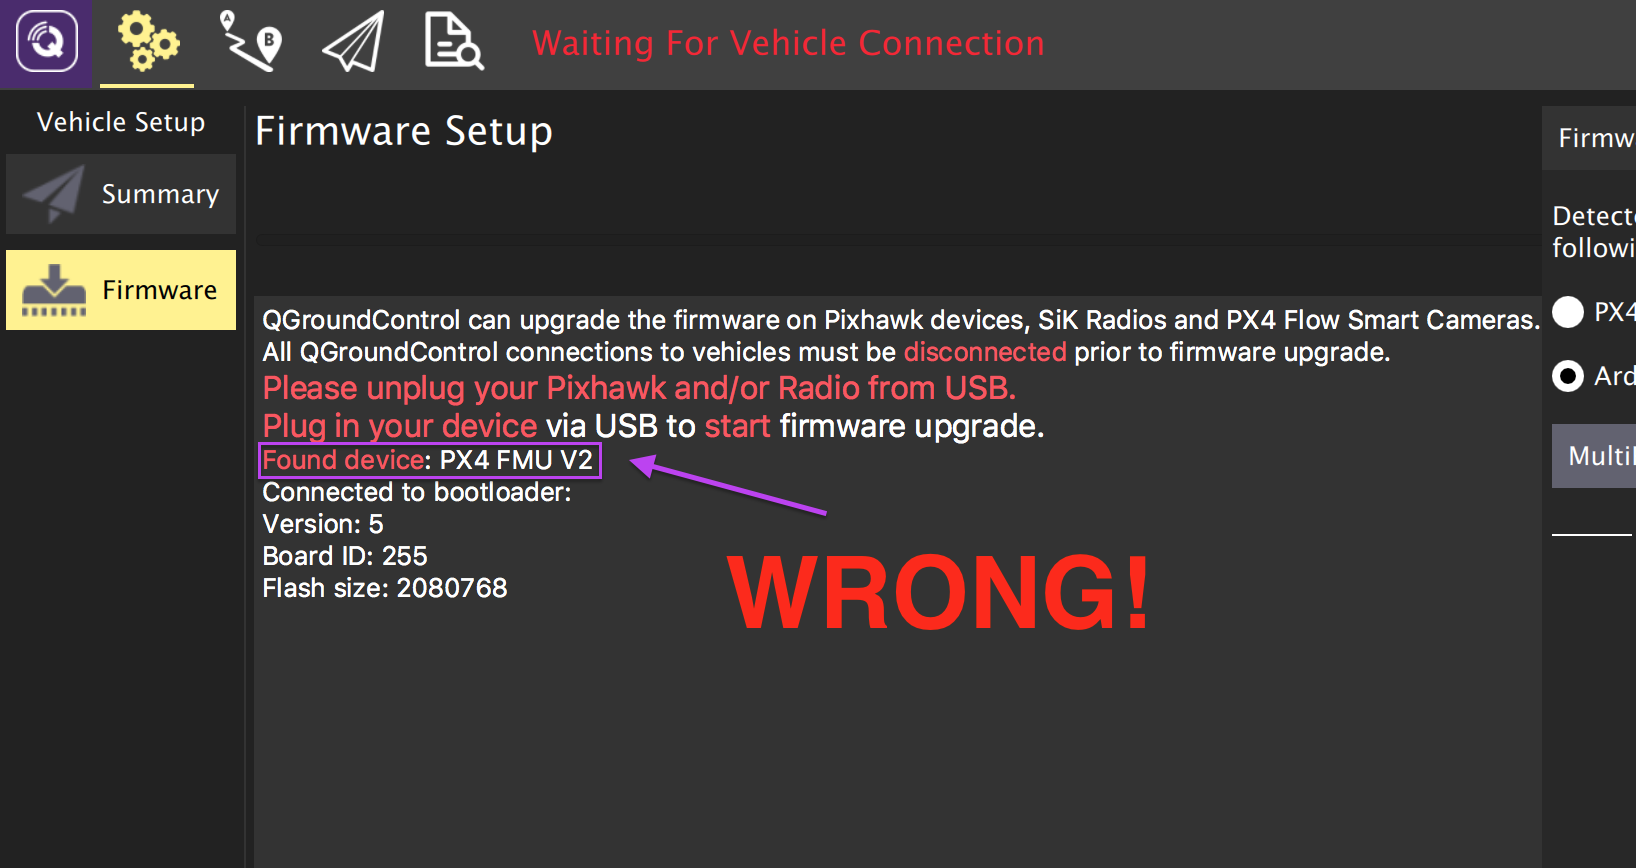 Waiting For Vehicle Connection
Vehicle Setup
Summary
Firmware
Firmware Setup
QGroundControl can upgrade the firmware on Pixhawk devices, SiK Radios and PX4 Flow Smart Cameras.
All QGroundControl connections to vehicles must be disconnected prior to firmware upgrade.
Please unplug your Pixhawk and/or Radio from USB.
Plug in your device via USB to start firmware upgrade.
Found device: PX4 FMU V2
Connected to bootloader:
Version: 5
Board ID: 255
Flash size: 2080768
WRONG!
Firmw
Detect
followi
PX4
Ard
Multi